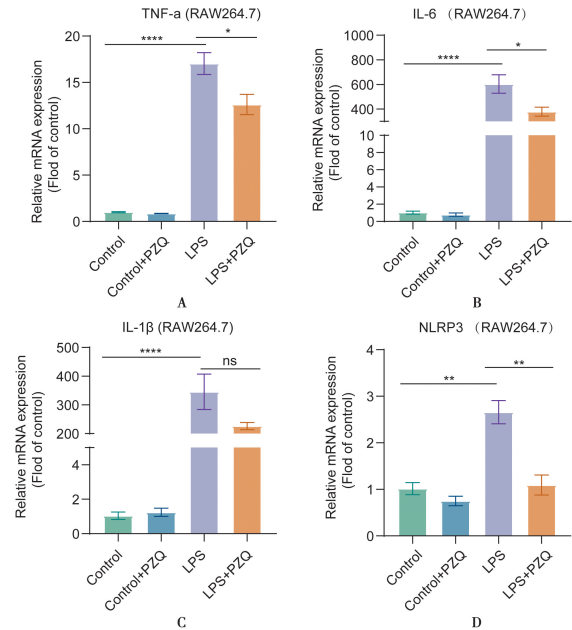 TNF-a (RAW264.7)
Relative mRNA expression
(Flod of control)
20
15
10
5
0
****
*
Control
Control+PZQ
LPS
LPS+PZQ
A
IL-6 （RAW264.7)
Relative mRNA expression
(Flod of control)
1000
800
600
400
10
8
6
4
2
0
****
*
Control
Control+PZQ
LPS
LPS+PZQ
B
IL-1β (RAW264.7)
Relative mRNA expression
(Flod of control)
500
400
300
200
6
4
2
0
****
ns
Control
Control+PZQ
LPS
LPS+PZQ
C
NLRP3 （RAW264.7)
Relative mRNA expression
(Flod of control)
4
3
2
1
0
**
**
Control
Control+PZQ
LPS
LPS+PZQ
D